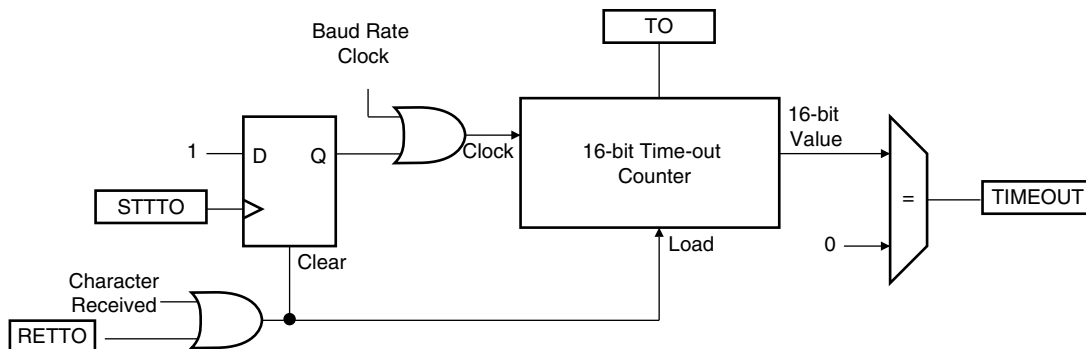 TO
Baud Rate
Clock
16-bit
Value
1
D
Q
Clock
16-bit Time-out
Counter
STTTO
=
TIMEOUT
Clear
Load
0
Character
Received
RETTO